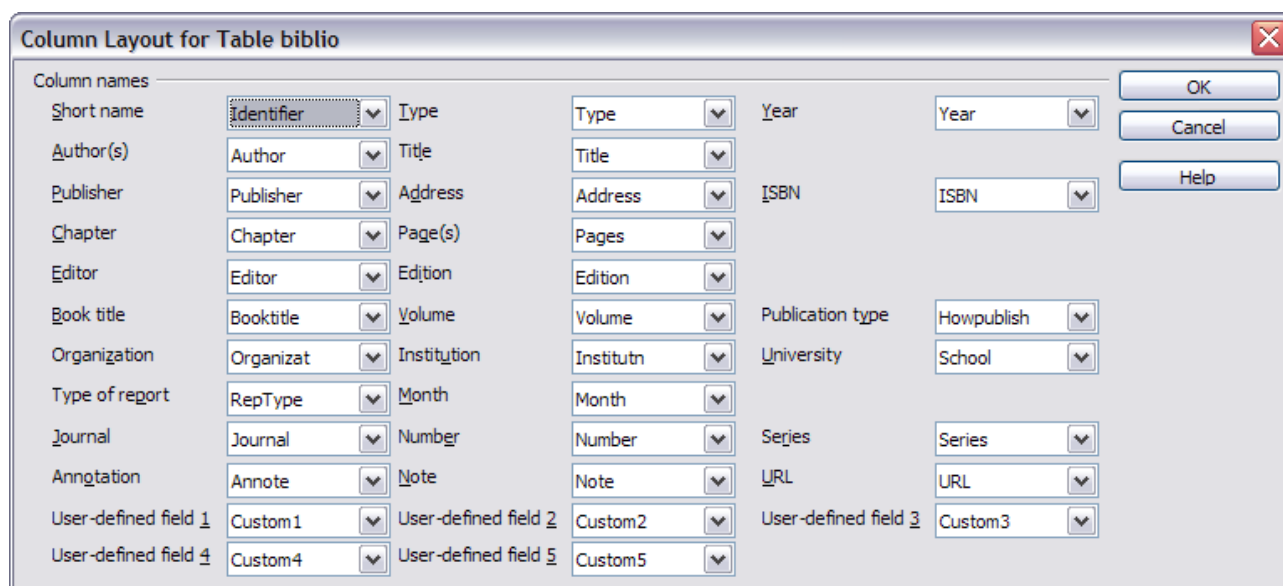 Column Layout for Table biblio
Column names
OK
Short name Identifier Type Type Year Year
Cancel
Author(s) Author Title Title
Help
Publisher Publisher Address Address ISBN ISBN
Chapter Chapter Page(s) Pages
Editor Editor Edition Edition
Book title Booktitle Volume Volume Publication type Howpublish
Organization Organizat Institution Institutn University School
Type of report RepType Month Month
Journal Journal Number Number Series Series
Annotation Annote Note Note URL URL
User-defined field 1 Custom1 User-defined field 2 Custom2 User-defined field 3 Custom3
User-defined field 4 Custom4 User-defined field 5 Custom5